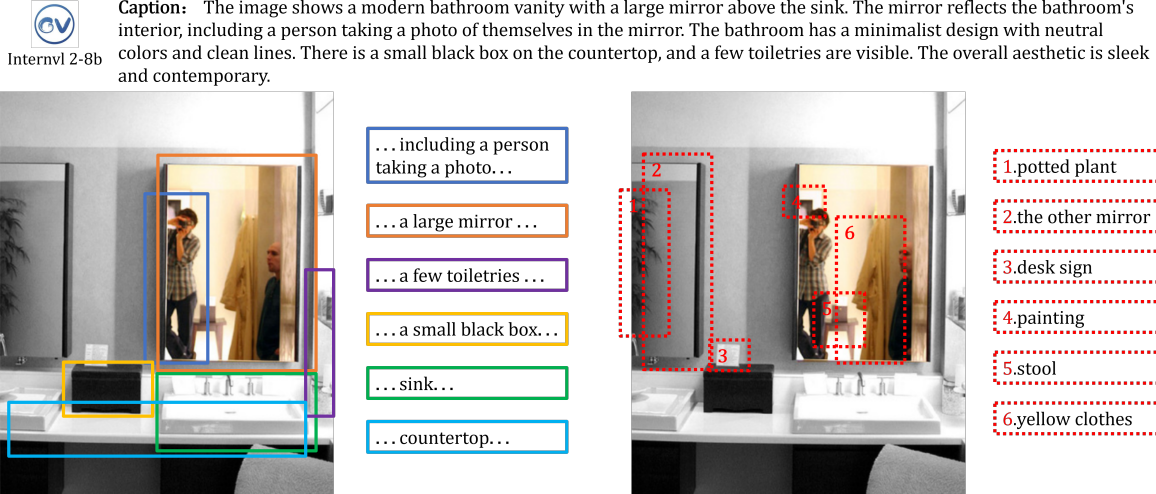 Caption: The image shows a modern bathroom vanity with a large mirror above the sink. The mirror reflects the bathroom's
interior, including a person taking a photo of themselves in the mirror. The bathroom has a minimalist design with neutral
colors and clean lines. There is a small black box on the countertop, and a few toiletries are visible. The overall aesthetic is sleek
and contemporary.
Internvl 2-8b
...including a person
taking a photo...
...a large mirror ...
...a few toiletries ...
...a small black box...
...sink...
...countertop...
1
2
3
4
5
6
1.potted plant
2.the other mirror
3.desk sign
4.painting
5.stool
6.yellow clothes